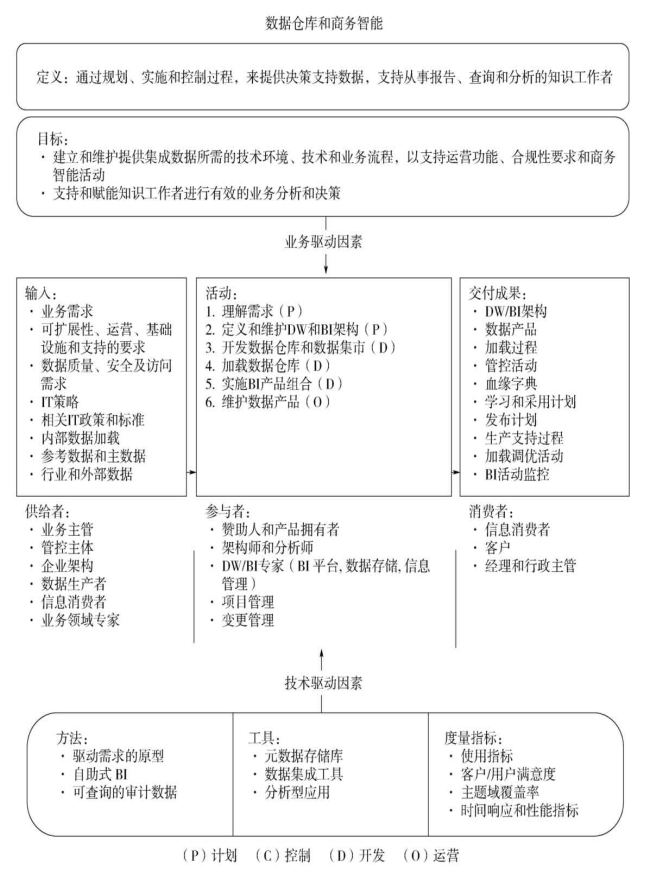 数据仓库和商务智能
定义：通过规划、实施和控制过程，来提供决策支持数据，支持从事报告、查询和分析的知识工作者
目标：
· 建立和维护提供集成数据所需的技术环境、技术和业务流程，以支持运营功能、合规性要求和商务
智能活动
· 支持和赋能知识工作者进行有效的业务分析和决策
业务驱动因素
输入：
· 业务需求
· 可扩展性、运营、基础
设施和支持的要求
· 数据质量、安全及访问
需求
· IT策略
· 相关IT政策和标准
· 内部数据加载
· 参考数据和主数据
· 行业和外部数据
活动：
1. 理解需求（P）
2. 定义和维护DW和BI架构（P）
3. 开发数据仓库和数据集市（D）
4. 加载数据仓库（D）
5. 实施BI产品组合（D）
6. 维护数据产品（O）
交付成果：
· DW/BI架构
· 数据产品
· 加载过程
· 管控活动
· 血缘字典
· 学习和采用计划
· 发布计划
· 生产支持过程
· 加载调优活动
· BI活动监控
供给者：
· 业务主管
· 管控主体
· 企业架构
· 数据生产者
· 信息消费者
· 业务领域专家
参与者：
· 赞助人和产品拥有者
· 架构师和分析师
· DW/BI专家（BI 平台, 数据存储, 信息
管理）
· 项目管理
· 变更管理
消费者：
· 信息消费者
· 客户
· 经理和行政主管
技术驱动因素
方法：
· 驱动需求的原型
· 自助式 BI
· 可查询的审计数据
工具：
· 元数据存储库
· 数据集成工具
· 分析型应用
度量指标：
· 使用指标
· 客户/用户满意度
· 主题域覆盖率
· 时间响应和性能指标
（P）计划 （C）控制 （D）开发 （O）运营